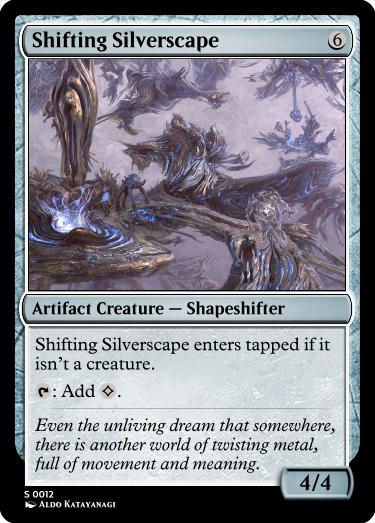 Shifting Silverscape 6
Artifact Creature — Shapeshifter
Shifting Silverscape enters tapped if it
isn't a creature.
: Add .
Even the unliving dream that somewhere,
there is another world of twisting metal,
full of movement and meaning.
4/4
S 0012
Aldo Katayanagi